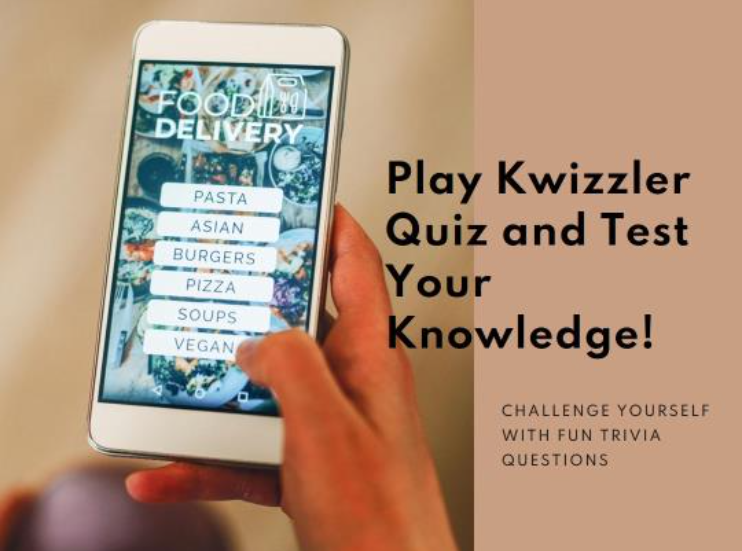 FOOD
DELIVERY
PASTA
ASIAN
BURGERS
PIZZA
SOUPS
VEGAN
Play Kwizzler
Quiz and Test
Your
Knowledge!
CHALLENGE YOURSELF
WITH FUN TRIVIA
QUESTIONS